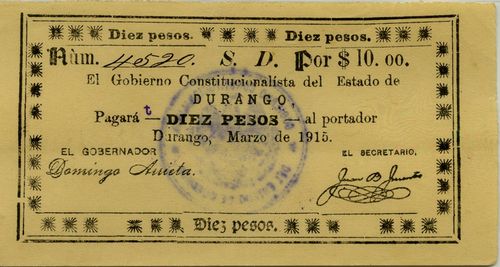 Diez pesos. Diez pesos.
Núm. 4520. S. D. Por $ 10.00.
El Gobierno Constitucionalista del Estado de
DURANGO
Pagará t DIEZ PESOS al portador
Durango, Marzo de 1915.
EL GOBERNADOR EL SECRETARIO,
Domingo Arrieta.
Diez pesos.